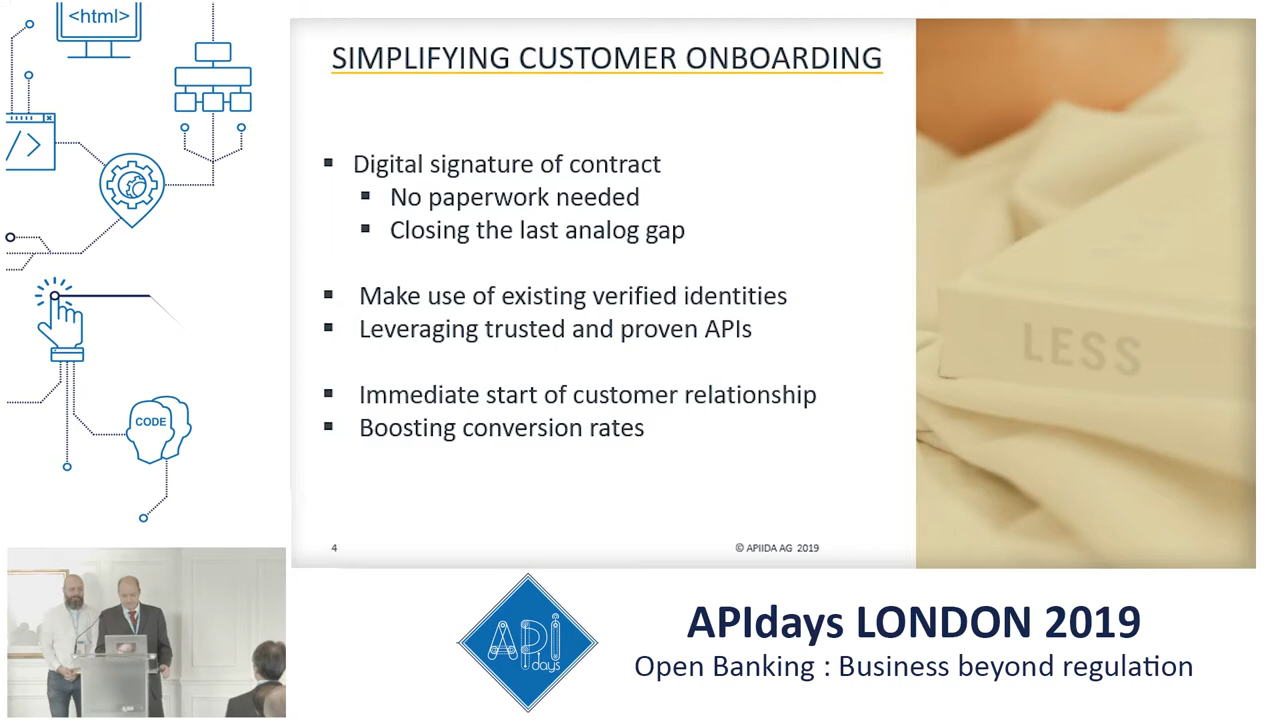 <html>
</>
CODE
SIMPLIFYING CUSTOMER ONBOARDING
Digital signature of contract
No paperwork needed
Closing the last analog gap
Make use of existing verified identities
Leveraging trusted and proven APIs
Immediate start of customer relationship
Boosting conversion rates
4
© APIIDA AG 2019
LESS
API
days
APIdays LONDON 2019
Open Banking : Business beyond regulation